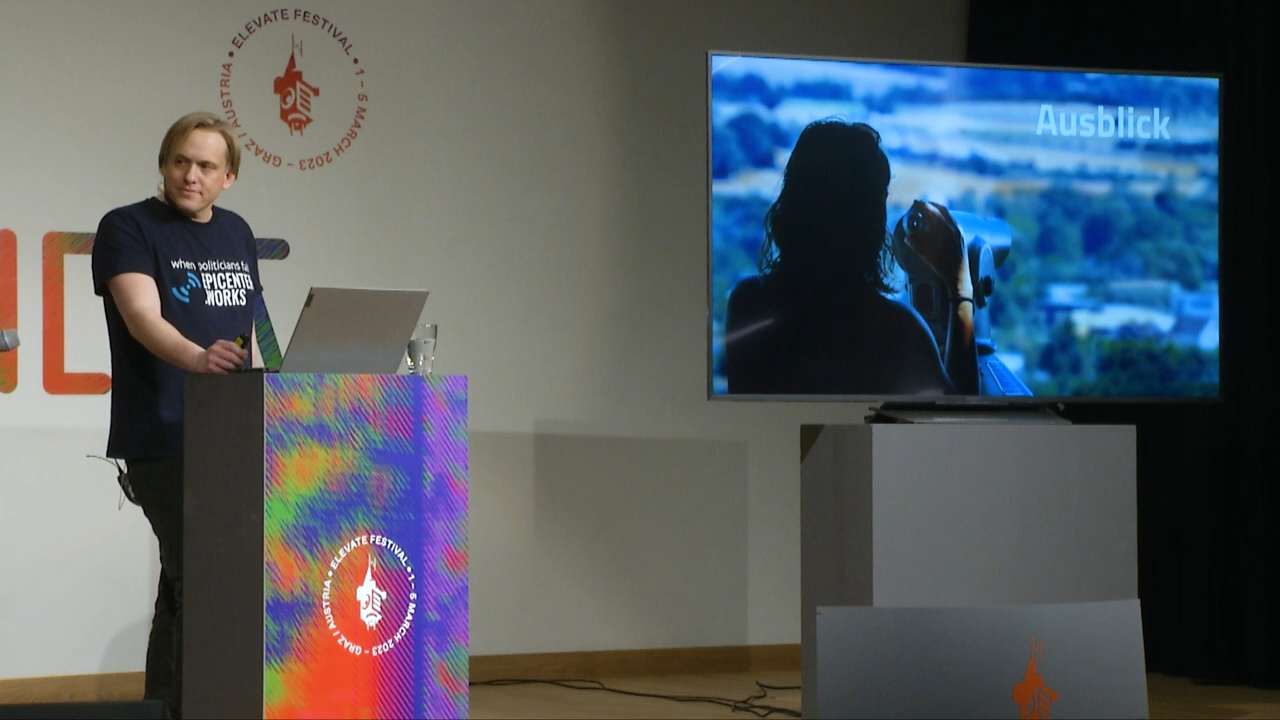 ELEVATE FESTIVAL • 1 – 5 MARCH 2023 – GRAZ / AUSTRIA •
Ausblick
when politicians
EPICENTER
.WORKS
ELEVATE FESTIVAL • 1 – 5 MARCH 2023 – GRAZ / AUSTRIA •